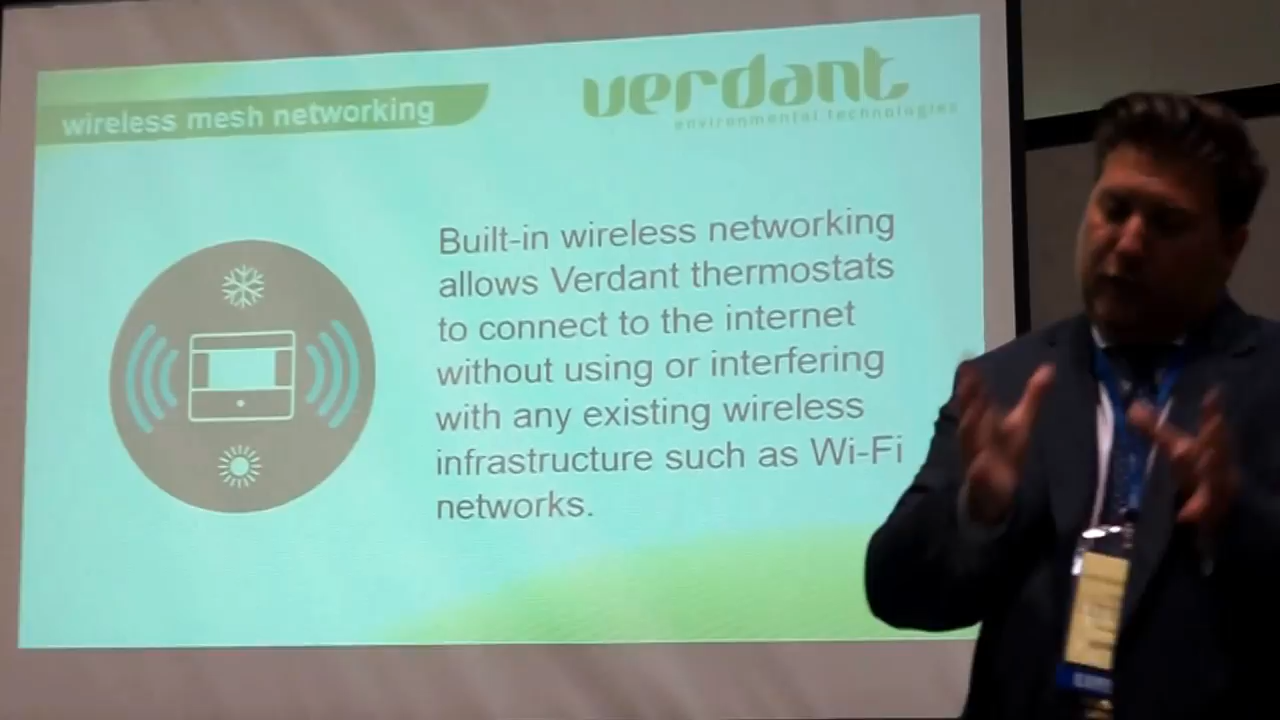 wireless mesh networking
verdant
environmental technologies
Built-in wireless networking
allows Verdant thermostats
to connect to the internet
without using or interfering
with any existing wireless
infrastructure such as Wi-Fi
networks.